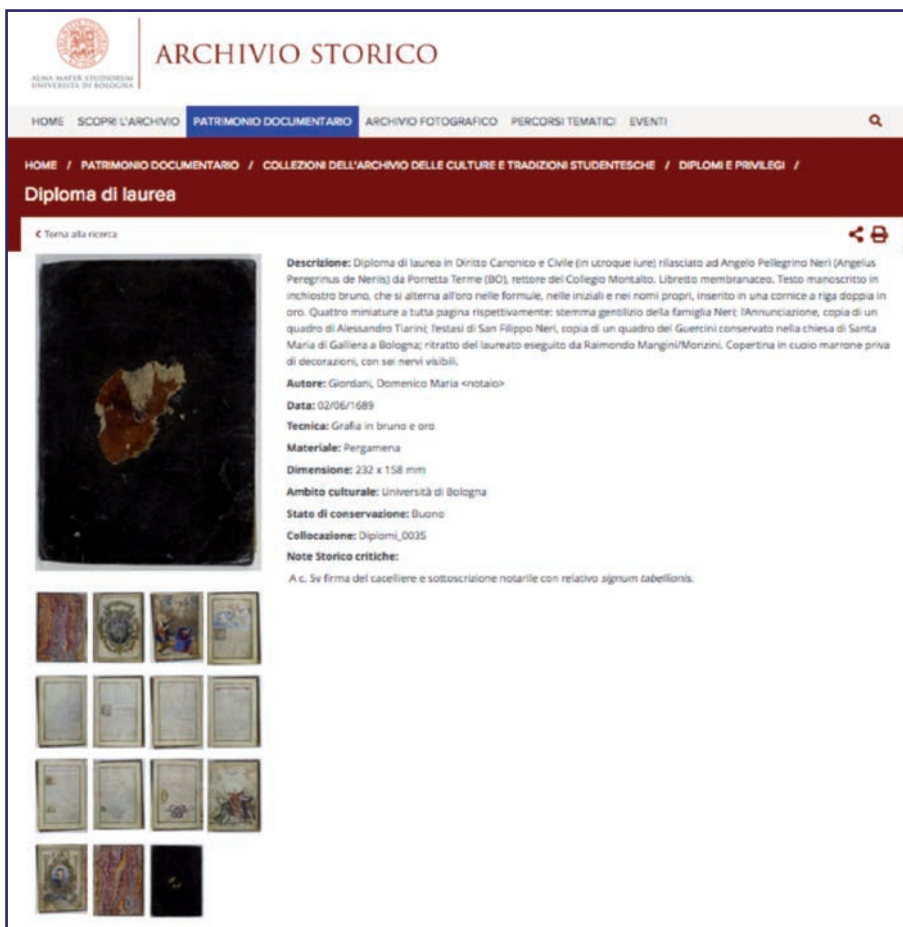 ALMA MATER STUDIORUM
UNIVERSITÀ DI BOLOGNA
ARCHIVIO STORICO
HOME SCOPRI L'ARCHIVIO PATRIMONIO DOCUMENTARIO ARCHIVIO FOTOGRAFICO PERCORSI TEMATICI EVENTI
HOME / PATRIMONIO DOCUMENTARIO / COLLEZIONI DELL'ARCHIVIO DELLE CULTURE E TRADIZIONI STUDENTESCHE / DIPLOMI E PRIVILEGI /
Diploma di laurea
Torna alla ricerca
Descrizione: Diploma di laurea in Diritto Canonico e Civile (in utroque iure) rilasciato ad Angelo Pellegrino Neri (Angelus
Peregrinus de Neriis) da Porretta Terme (BO), rettore del Collegio Montalto. Libretto membranaceo. Testo manoscritto in
inchiostro bruno, che si alterna all'oro nelle formule, nelle iniziali e nei nomi propri, inserito in una cornice a riga doppia in
oro. Quattro miniature a tutta pagina rispettivamente: stemma gentilizio della famiglia Neri; l'Annunciazione, copia di un
quadro di Alessandro Tiarini; l'estasi di San Filippo Neri, copia di un quadro del Guercini conservato nella chiesa di Santa
Maria di Galliera a Bologna; ritratto del laureato eseguito da Raimondo Mangini/Monzini. Copertina in cuoio marrone priva
di decorazioni, con sei nervi visibili.
Autore: Giordani, Domenico Maria <notaio>
Data: 02/06/1689
Tecnica: Grafia in bruno e oro
Materiale: Pergamena
Dimensione: 232 x 158 mm
Ambito culturale: Università di Bologna
Stato di conservazione: Buono
Collocazione: Diplomi_0035
Note Storico critiche:
A c. 5v firma del cacelliere e sottoscrizione notarile con relativo signum tabellionis.